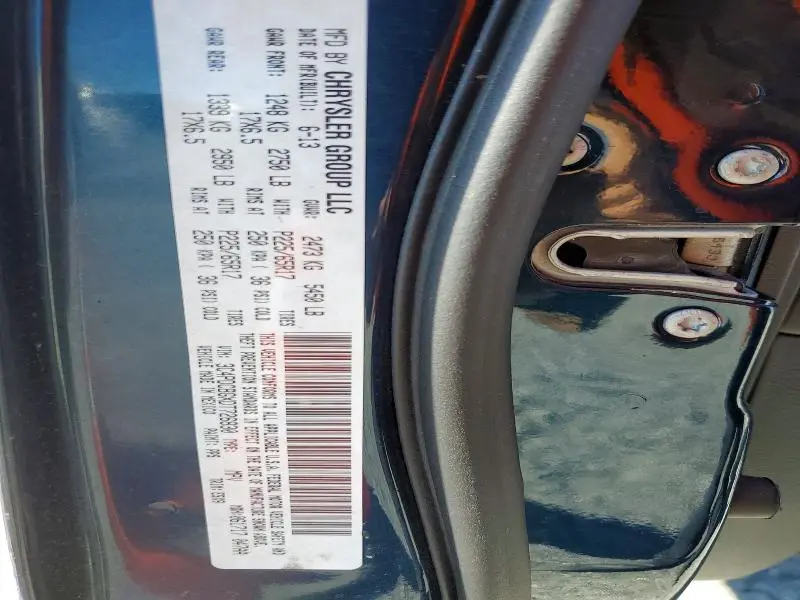 MFD BY CHRYSLER GROUP LLC
DATE OF MFR(BUILT): 6-13 GVWR: 2473 KG 5450 LB
GAWR FRONT: 1248 KG 2750 LB WITH P225/65R17 TIRES
17X6.5 RIMS AT 250 KPA ( 36 PSI) COLD
GAWR REAR: 1339 KG 2950 LB WITH P225/65R17 TIRES
17X6.5 RIMS AT 250 KPA ( 36 PSI) COLD
THIS VEHICLE CONFORMS TO ALL APPLICABLE U.S.A. FEDERAL MOTOR VEHICLE SAFETY AND
THEFT PREVENTION STANDARDS IN EFFECT ON THE DATE OF MANUFACTURE SHOWN ABOVE.
TYPE: MPV
VEHICLE MADE IN MEXICO PAINT: